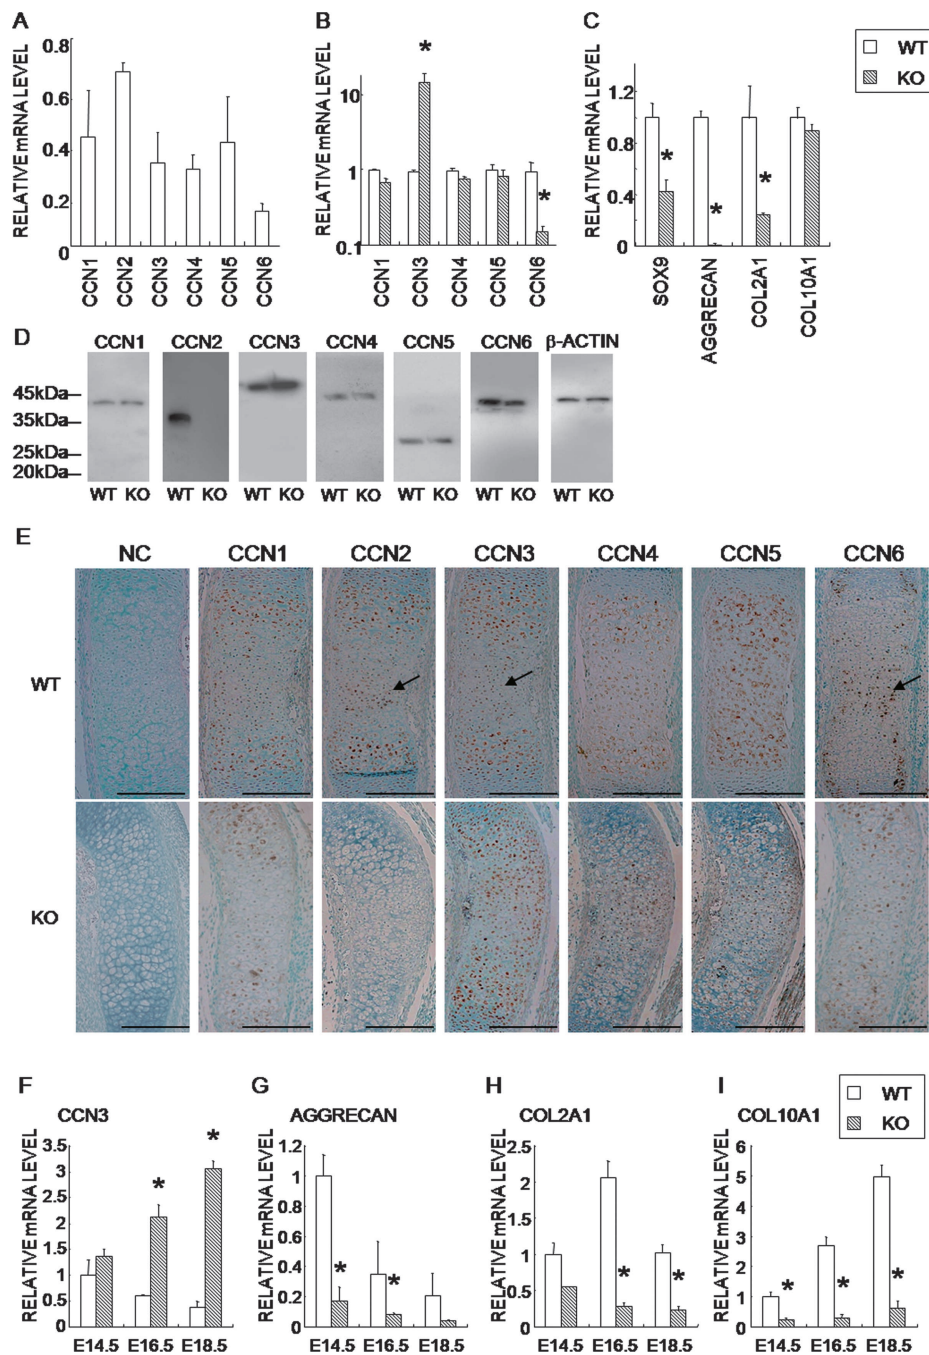 A
B
C
WT
KO
RELATIVE mRNA LEVEL
0.8
0.6
0.4
0.2
0
CCN1
CCN2
CCN3
CCN4
CCN5
CCN6
RELATIVE mRNA LEVEL
10
1
0.1
*
*
CCN1
CCN3
CCN4
CCN5
CCN6
RELATIVE mRNA LEVEL
1.2
0.8
0.4
0
*
*
*
SOX9
AGGRECAN
COL2A1
COL10A1
D
CCN1 CCN2 CCN3 CCN4 CCN5 CCN6 β-ACTIN
45kDa
35kDa
25kDa
20kDa
WT KO WT KO WT KO WT KO WT KO WT KO WT KO
E
NC CCN1 CCN2 CCN3 CCN4 CCN5 CCN6
WT
KO
F
CCN3
RELATIVE mRNA LEVEL
3.5
3
2.5
2
1.5
1
0.5
0
*
*
E14.5 E16.5 E18.5
G
AGGRECAN
RELATIVE mRNA LEVEL
1.2
1
0.8
0.6
0.4
0.2
0
*
*
E14.5 E16.5 E18.5
H
COL2A1
RELATIVE mRNA LEVEL
2.5
2
1.5
1
0.5
0
*
*
E14.5 E16.5 E18.5
I
COL10A1
RELATIVE mRNA LEVEL
6
5
4
3
2
1
0
*
*
*
E14.5 E16.5 E18.5
WT
KO